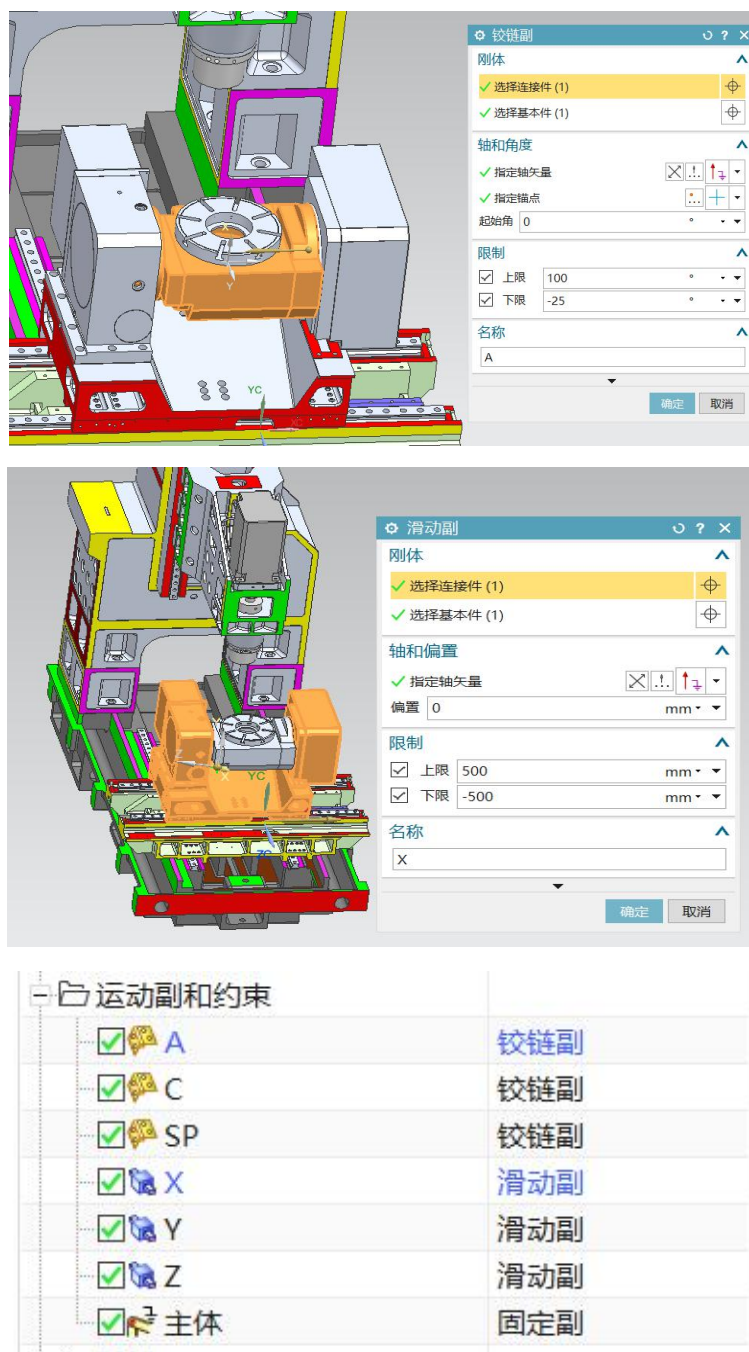 铰链副
刚体
选择连接件 (1)
选择基本件 (1)
轴和角度
指定轴矢量
指定锚点
起始角 0 °
限制
上限 100 °
下限 -25 °
名称
A
确定 取消
Y
YC
滑动副
刚体
选择连接件 (1)
选择基本件 (1)
轴和偏置
指定轴矢量
偏置 0 mm
限制
上限 500 mm
下限 -500 mm
名称
X
确定 取消
Z
X
YC
ZC
运动副和约束
A 铰链副
C 铰链副
SP 铰链副
X 滑动副
Y 滑动副
Z 滑动副
主体 固定副